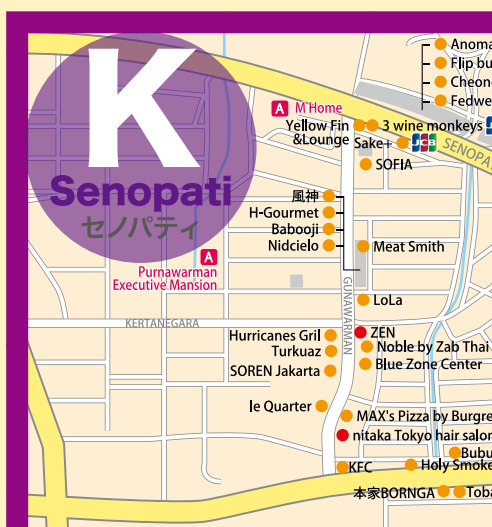 K
Senopati
セノパティ
Anoma
Flip bu
Cheon
Fedwe
A
M'Home
Yellow Fin
&Lounge
3 wine monkeys
Sake+
JCB
SENOPA
SOFIA
風神
H-Gourmet
Babooji
Nidcielo
Meat Smith
A
Purnawarman
Executive Mansion
GUNAWARMAN
LoLa
KERTANEGARA
ZEN
Hurricanes Gril
Noble by Zab Thai
Turkuaz
Blue Zone Center
SOREN Jakarta
le Quarter
MAX's Pizza by Burgre
nitaka Tokyo hair salon
Bubu
KFC
Holy Smoke
本家BORNGA
Toba